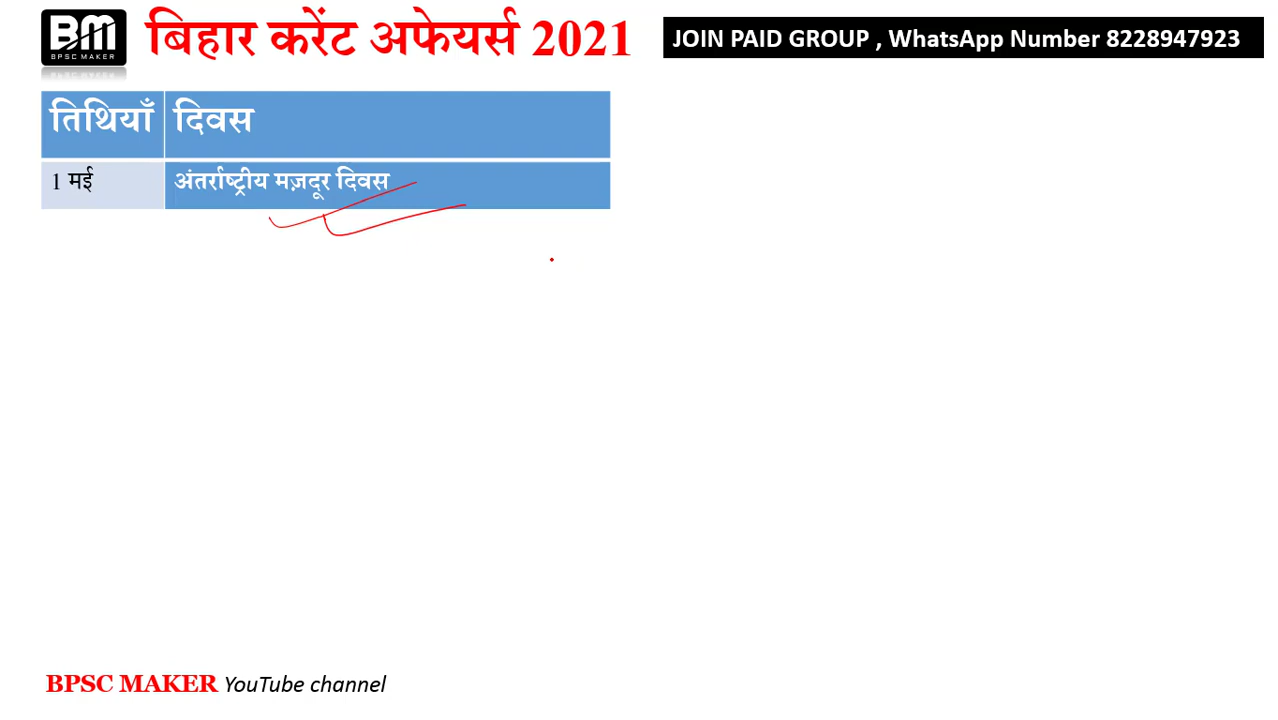 BM
BPSC MAKER
बिहार करेंट अफेयर्स 2021
JOIN PAID GROUP , WhatsApp Number 8228947923
तिथियाँ दिवस
1 मई अंतर्राष्ट्रीय मज़दूर दिवस
BPSC MAKER YouTube channel